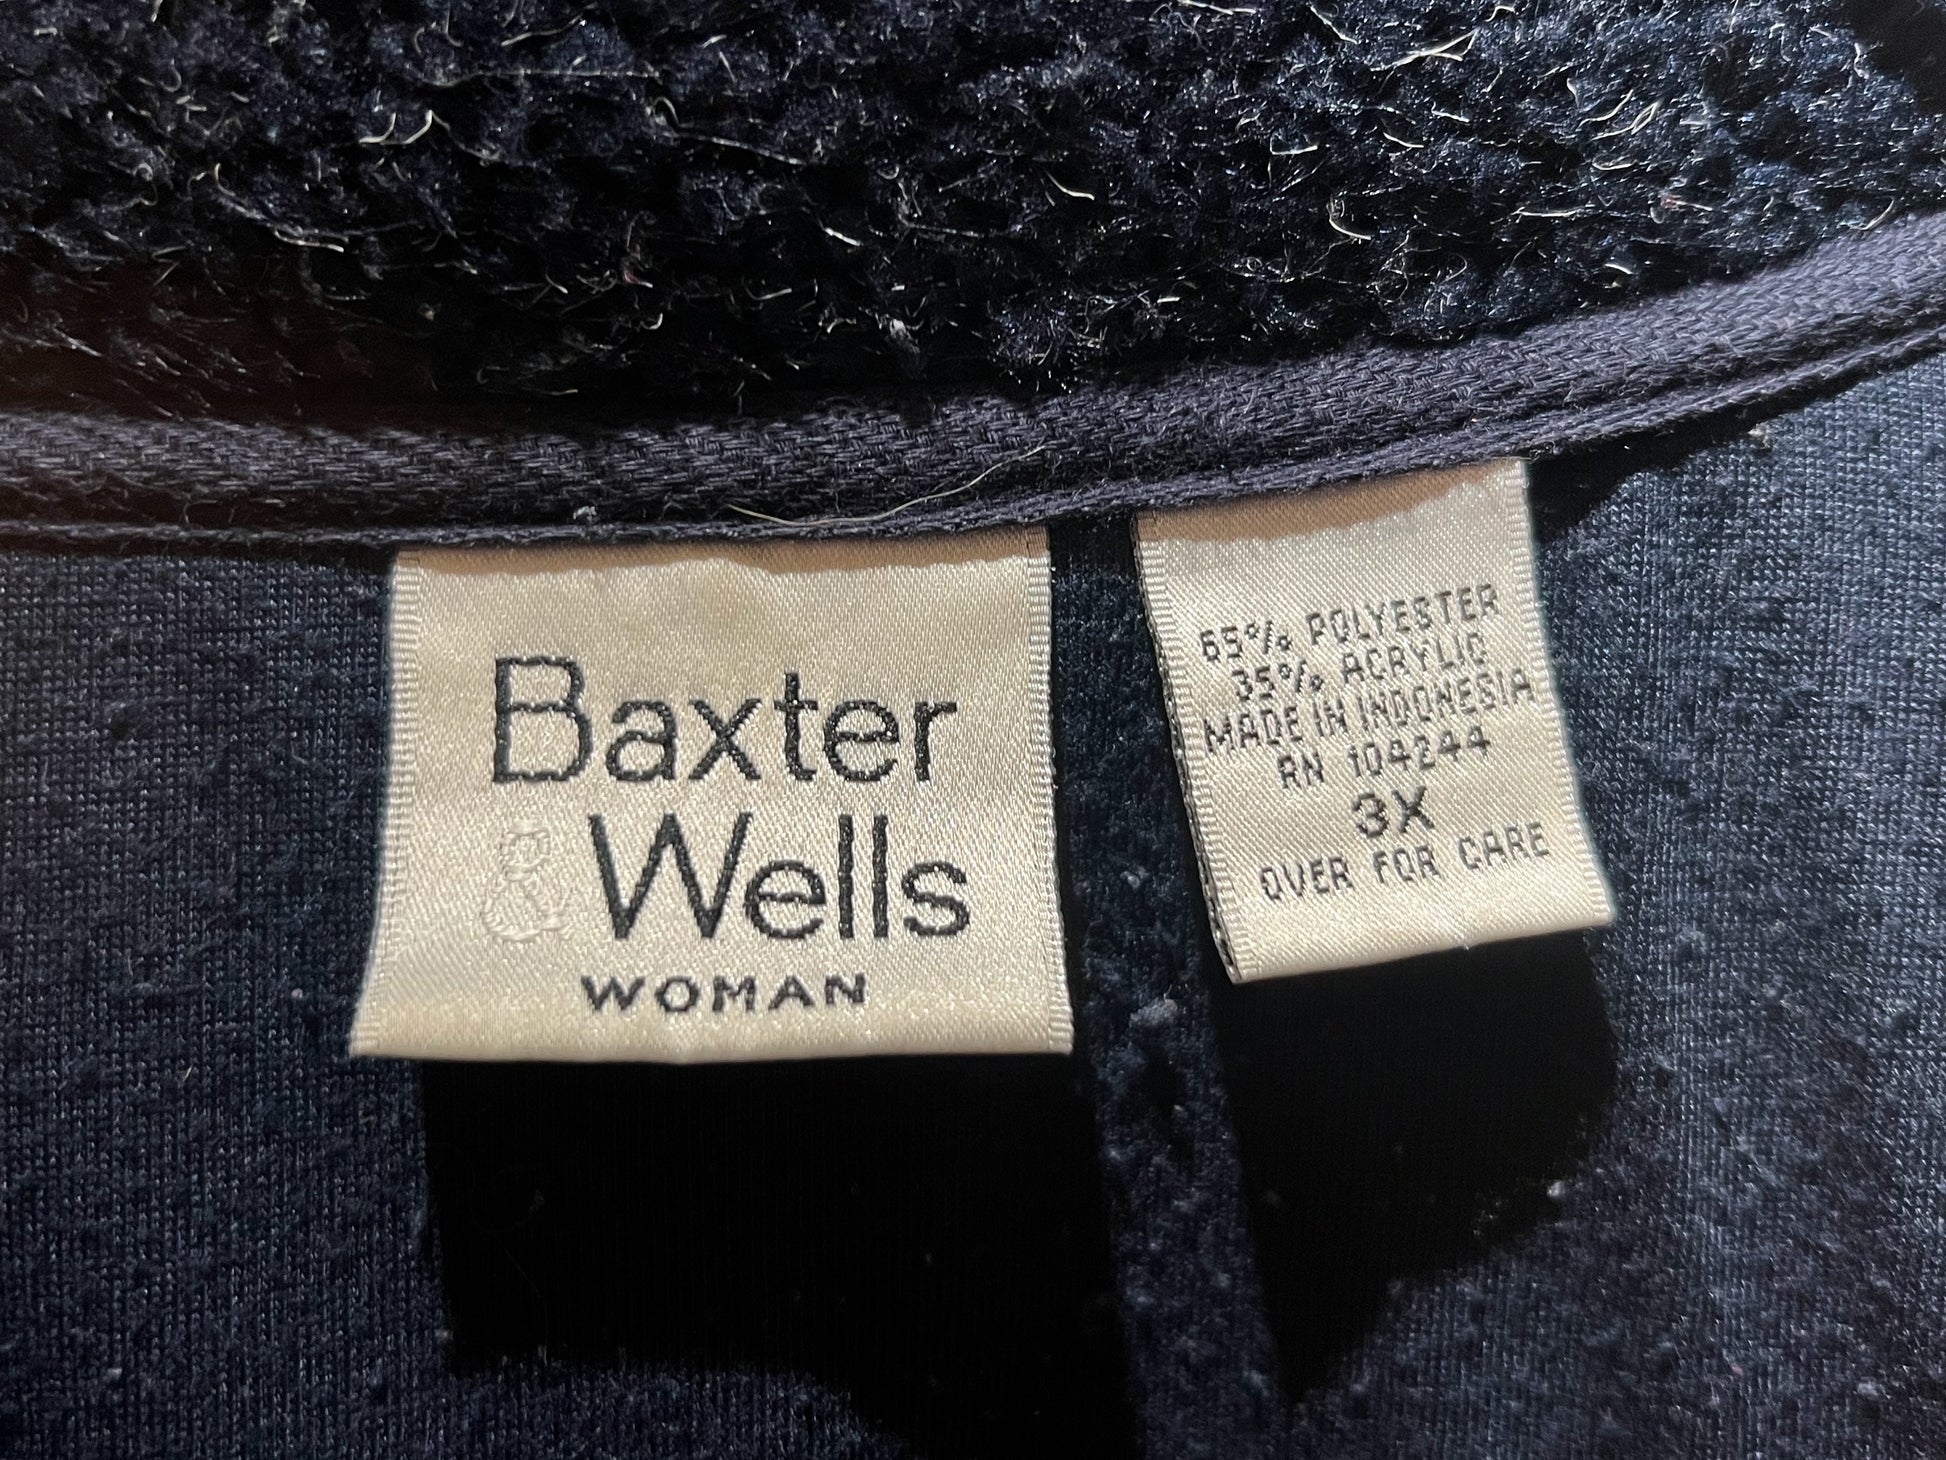 Baxter
& Wells
WOMAN
65% POLYESTER
35% ACRYLIC
MADE IN INDONESIA
RN 104244
3X
OVER FOR CARE